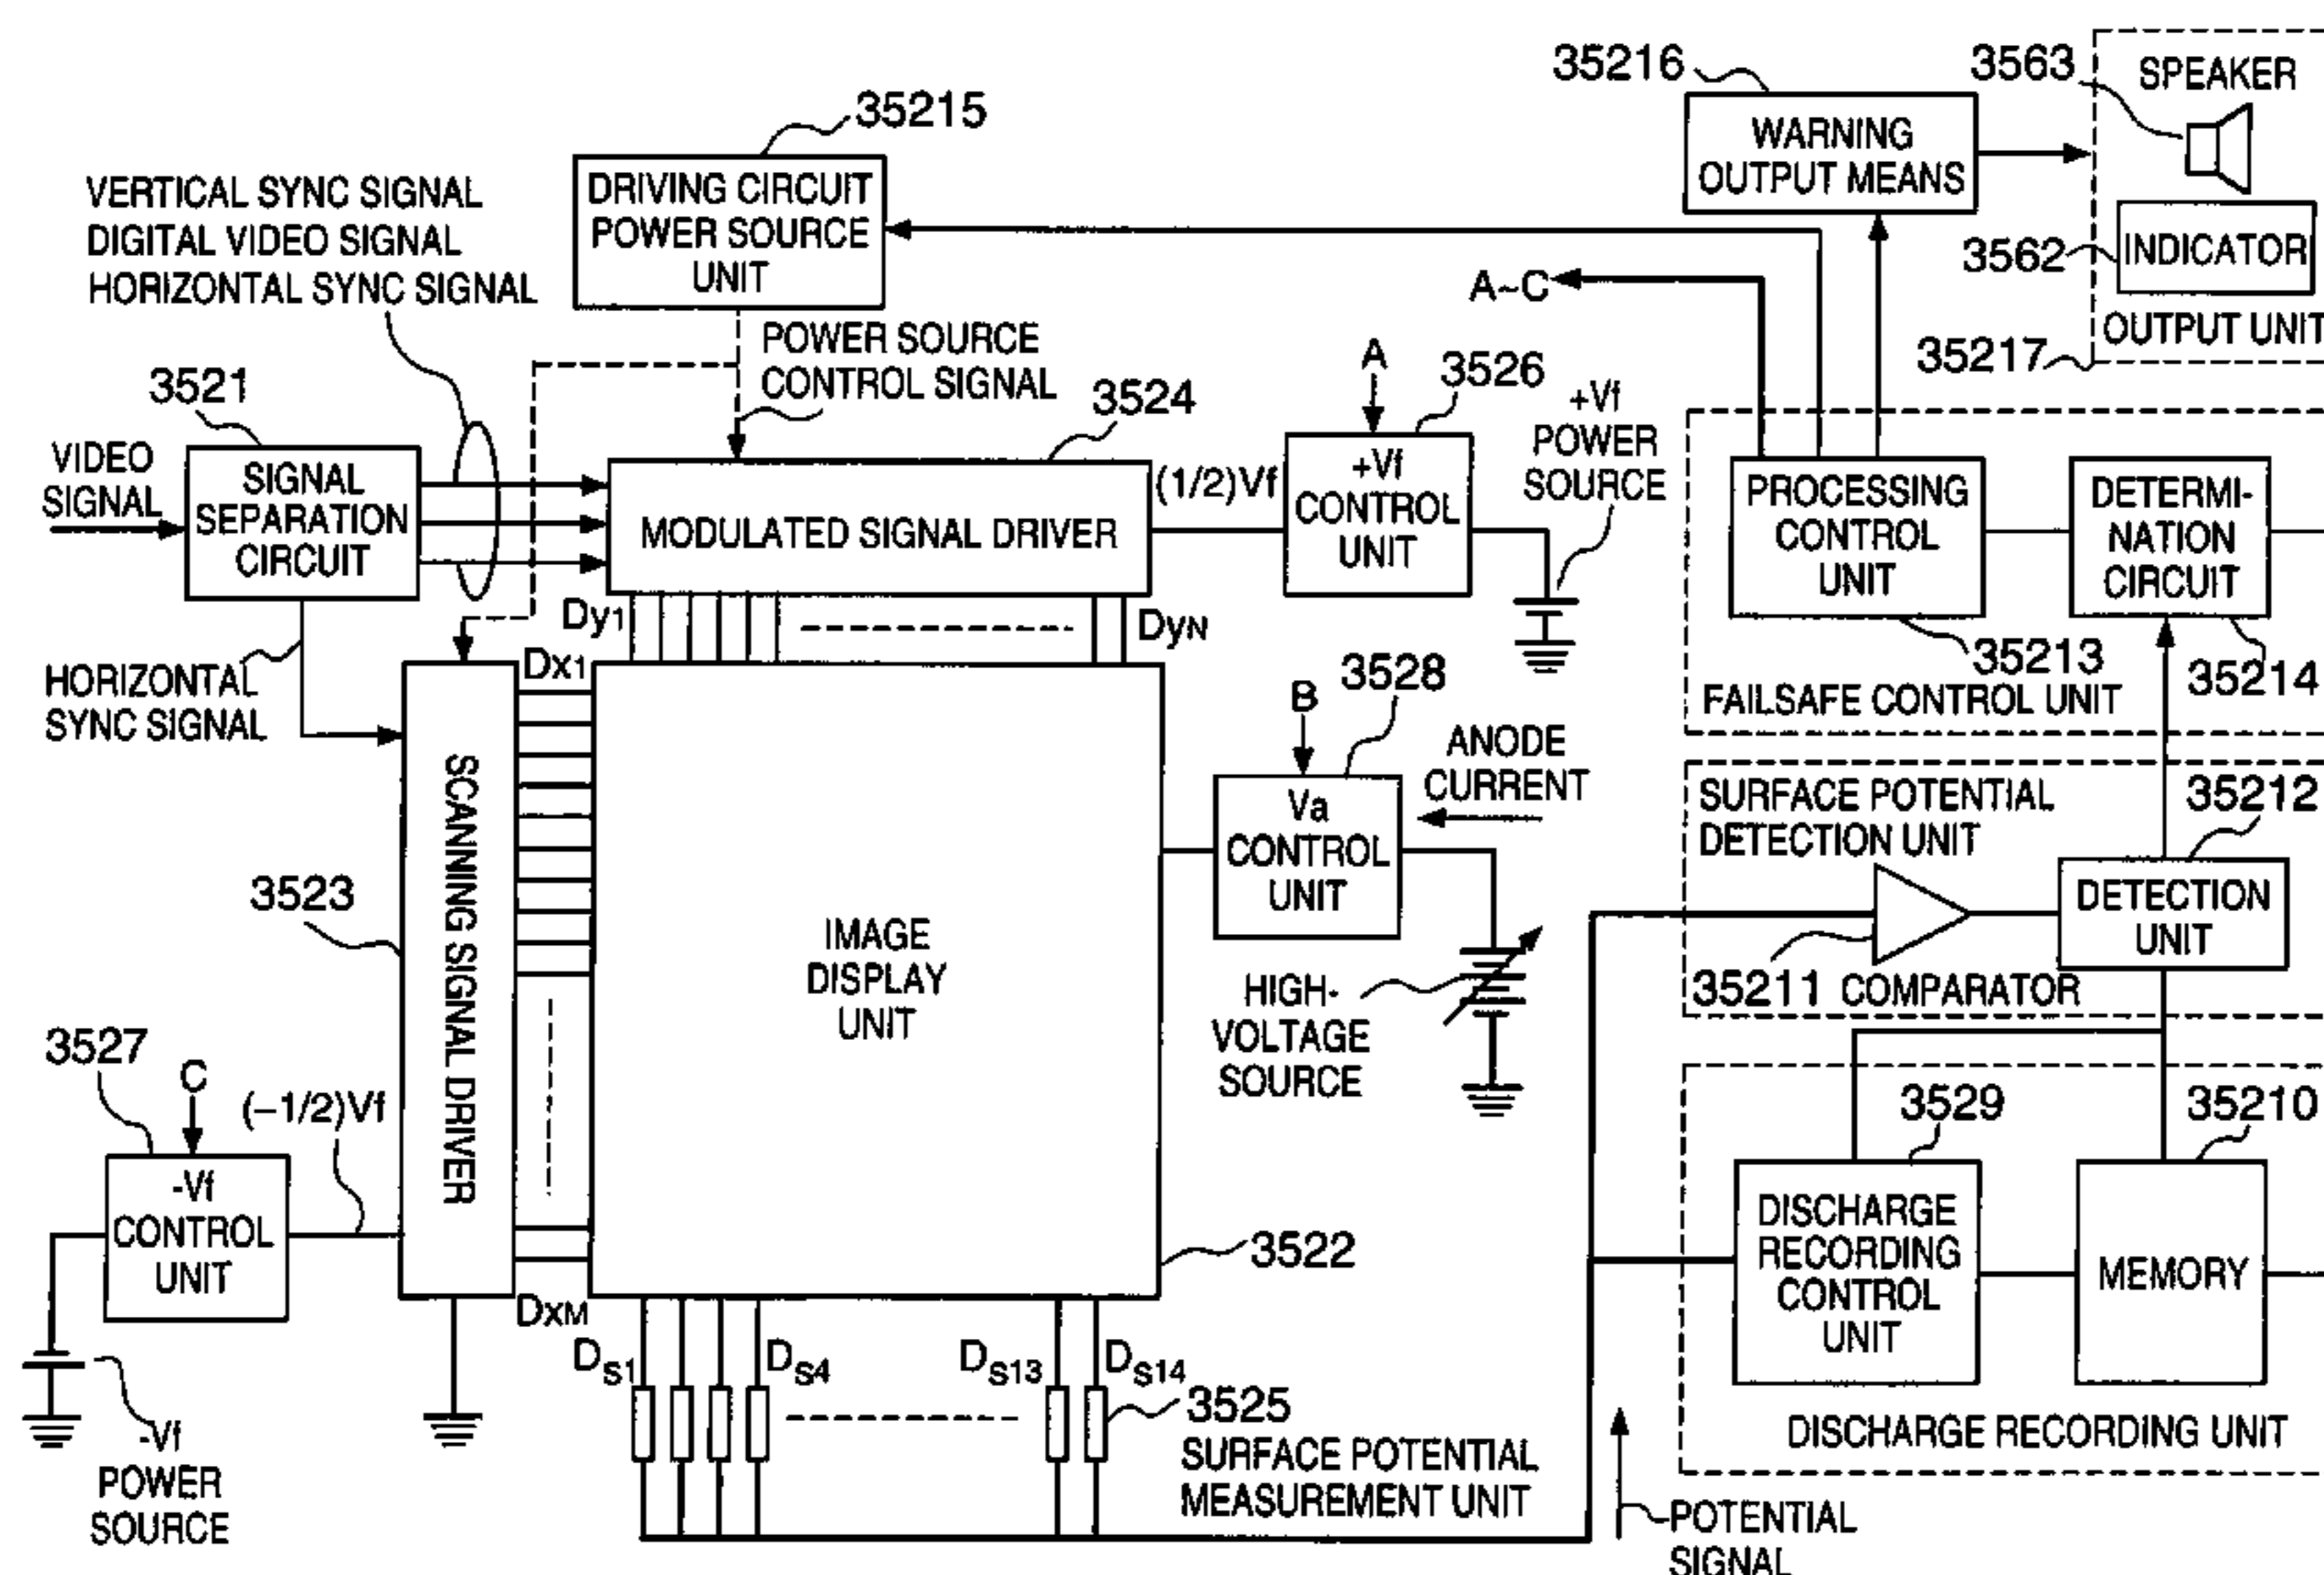 35216
3563
SPEAKER
35215
WARNING
OUTPUT MEANS
DRIVING CIRCUIT
POWER SOURCE
UNIT
VERTICAL SYNC SIGNAL
DIGITAL VIDEO SIGNAL
HORIZONTAL SYNC SIGNAL
3562
INDICATOR
A~C
OUTPUT UNIT
35217
POWER SOURCE
CONTROL SIGNAL
3521
3524
A
3526
+Vf
POWER
SOURCE
VIDEO
SIGNAL
SIGNAL
SEPARATION
CIRCUIT
MODULATED SIGNAL DRIVER
(1/2)Vf
+Vf
CONTROL
UNIT
PROCESSING
CONTROL
UNIT
DETERMI-
NATION
CIRCUIT
Dy1
DyN
35213
35214
FAILSAFE CONTROL UNIT
HORIZONTAL
SYNC SIGNAL
Dx1
B
3528
ANODE
CURRENT
Va
CONTROL
UNIT
SURFACE POTENTIAL
DETECTION UNIT
35212
DETECTION
UNIT
35211 COMPARATOR
3523
SCANNING SIGNAL DRIVER
IMAGE
DISPLAY
UNIT
HIGH-
VOLTAGE
SOURCE
3527
C
(−1/2)Vf
-Vf
CONTROL
UNIT
3522
3529
35210
DISCHARGE
RECORDING
CONTROL
UNIT
MEMORY
DISCHARGE RECORDING UNIT
DxM
DS1
DS4
DS13
DS14
3525
SURFACE POTENTIAL
MEASUREMENT UNIT
-Vf
POWER
SOURCE
POTENTIAL
SIGNAL